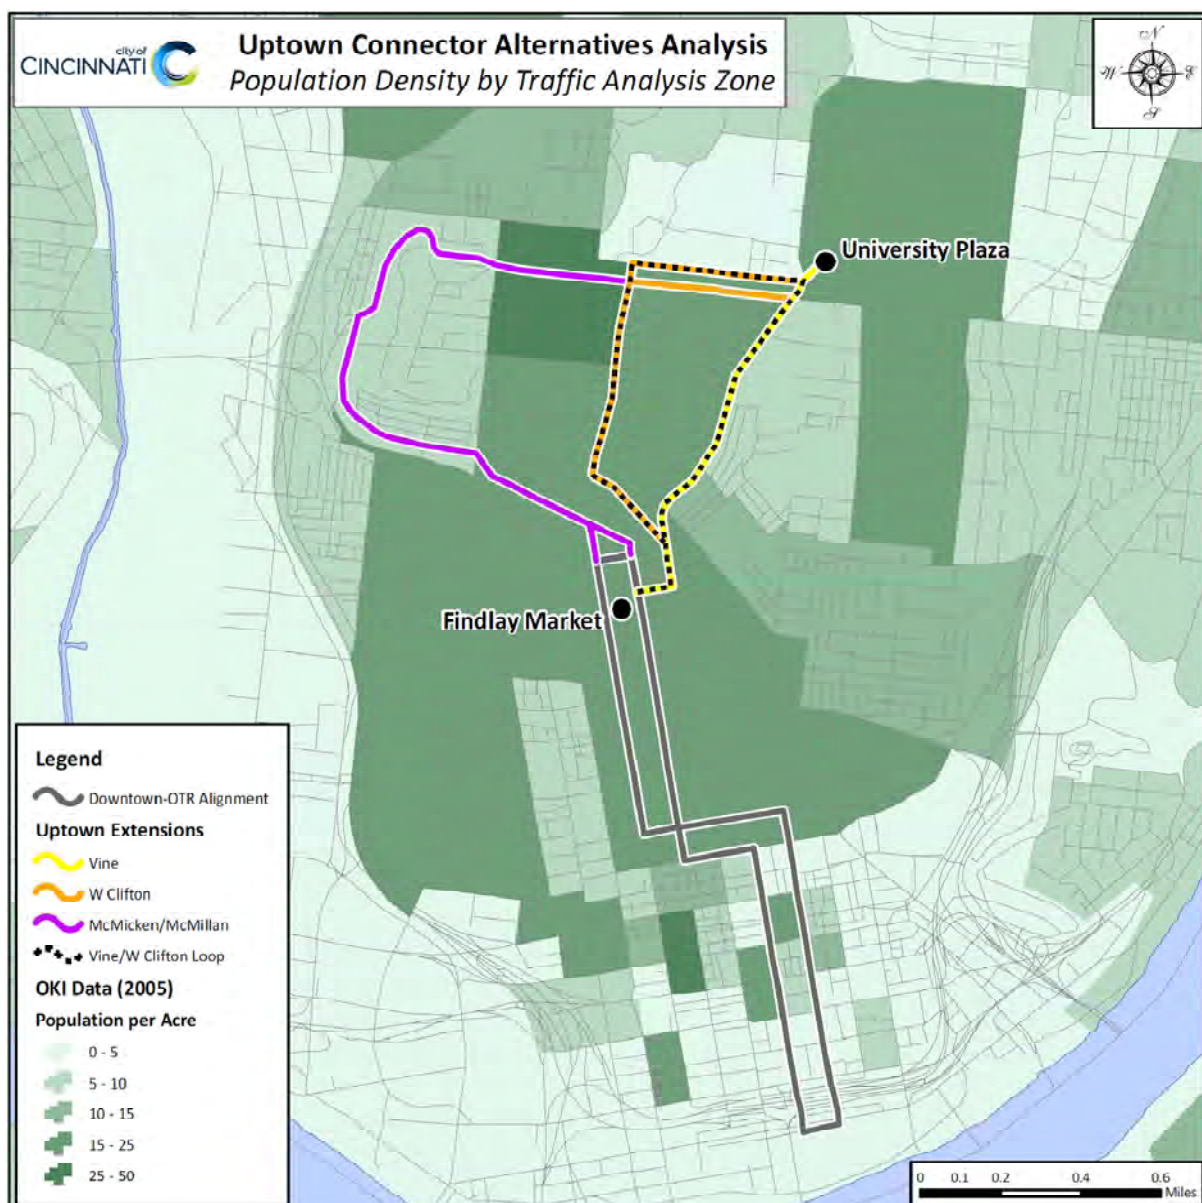 city of
CINCINNATI
Uptown Connector Alternatives Analysis
Population Density by Traffic Analysis Zone
N
W E
S
University Plaza
Findlay Market
Legend
Downtown-OTR Alignment
Uptown Extensions
Vine
W Clifton
McMicken/McMillan
Vine/W Clifton Loop
OKI Data (2005)
Population per Acre
0 - 5
5 - 10
10 - 15
15 - 25
25 - 50
0 0.1 0.2 0.4 0.6
Miles